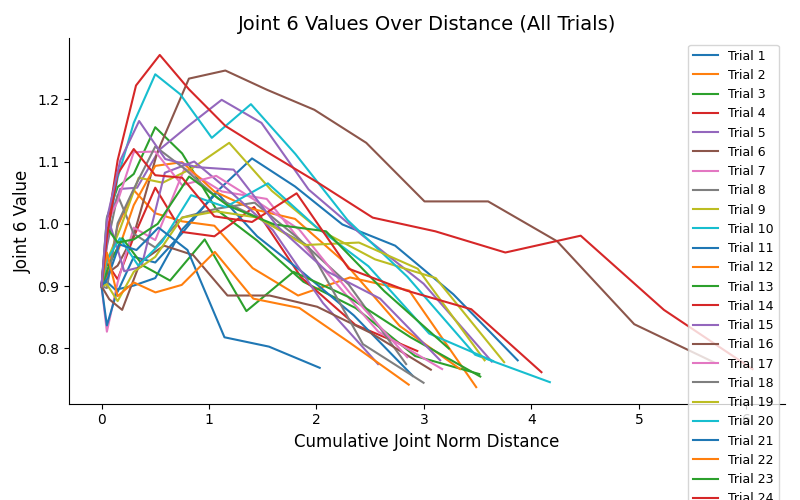 Joint 6 Values Over Distance (All Trials)
Joint 6 Value
1.2
1.1
1.0
0.9
0.8
0 1 2 3 4 5
Cumulative Joint Norm Distance
Trial 1
Trial 2
Trial 3
Trial 4
Trial 5
Trial 6
Trial 7
Trial 8
Trial 9
Trial 10
Trial 11
Trial 12
Trial 13
Trial 14
Trial 15
Trial 16
Trial 17
Trial 18
Trial 19
Trial 20
Trial 21
Trial 22
Trial 23
Trial 24